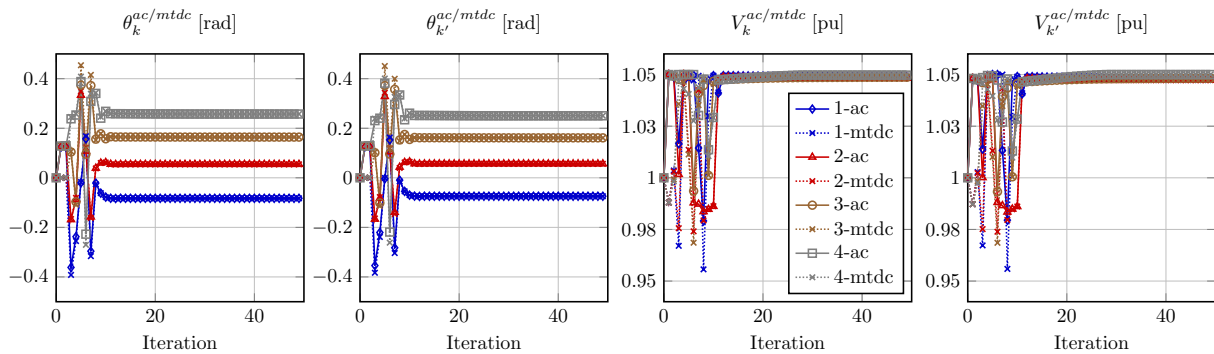 θ_k^{ac/mtdc} [rad]
0.4
0.2
0
−0.2
−0.4
0 20 40
Iteration
θ_{k′}^{ac/mtdc} [rad]
0.4
0.2
0
−0.2
−0.4
0 20 40
Iteration
V_k^{ac/mtdc} [pu]
1.05
1.03
1
0.98
0.95
0 20 40
Iteration
1-ac
1-mtdc
2-ac
2-mtdc
3-ac
3-mtdc
4-ac
4-mtdc
V_{k′}^{ac/mtdc} [pu]
1.05
1.03
1
0.98
0.95
0 20 40
Iteration